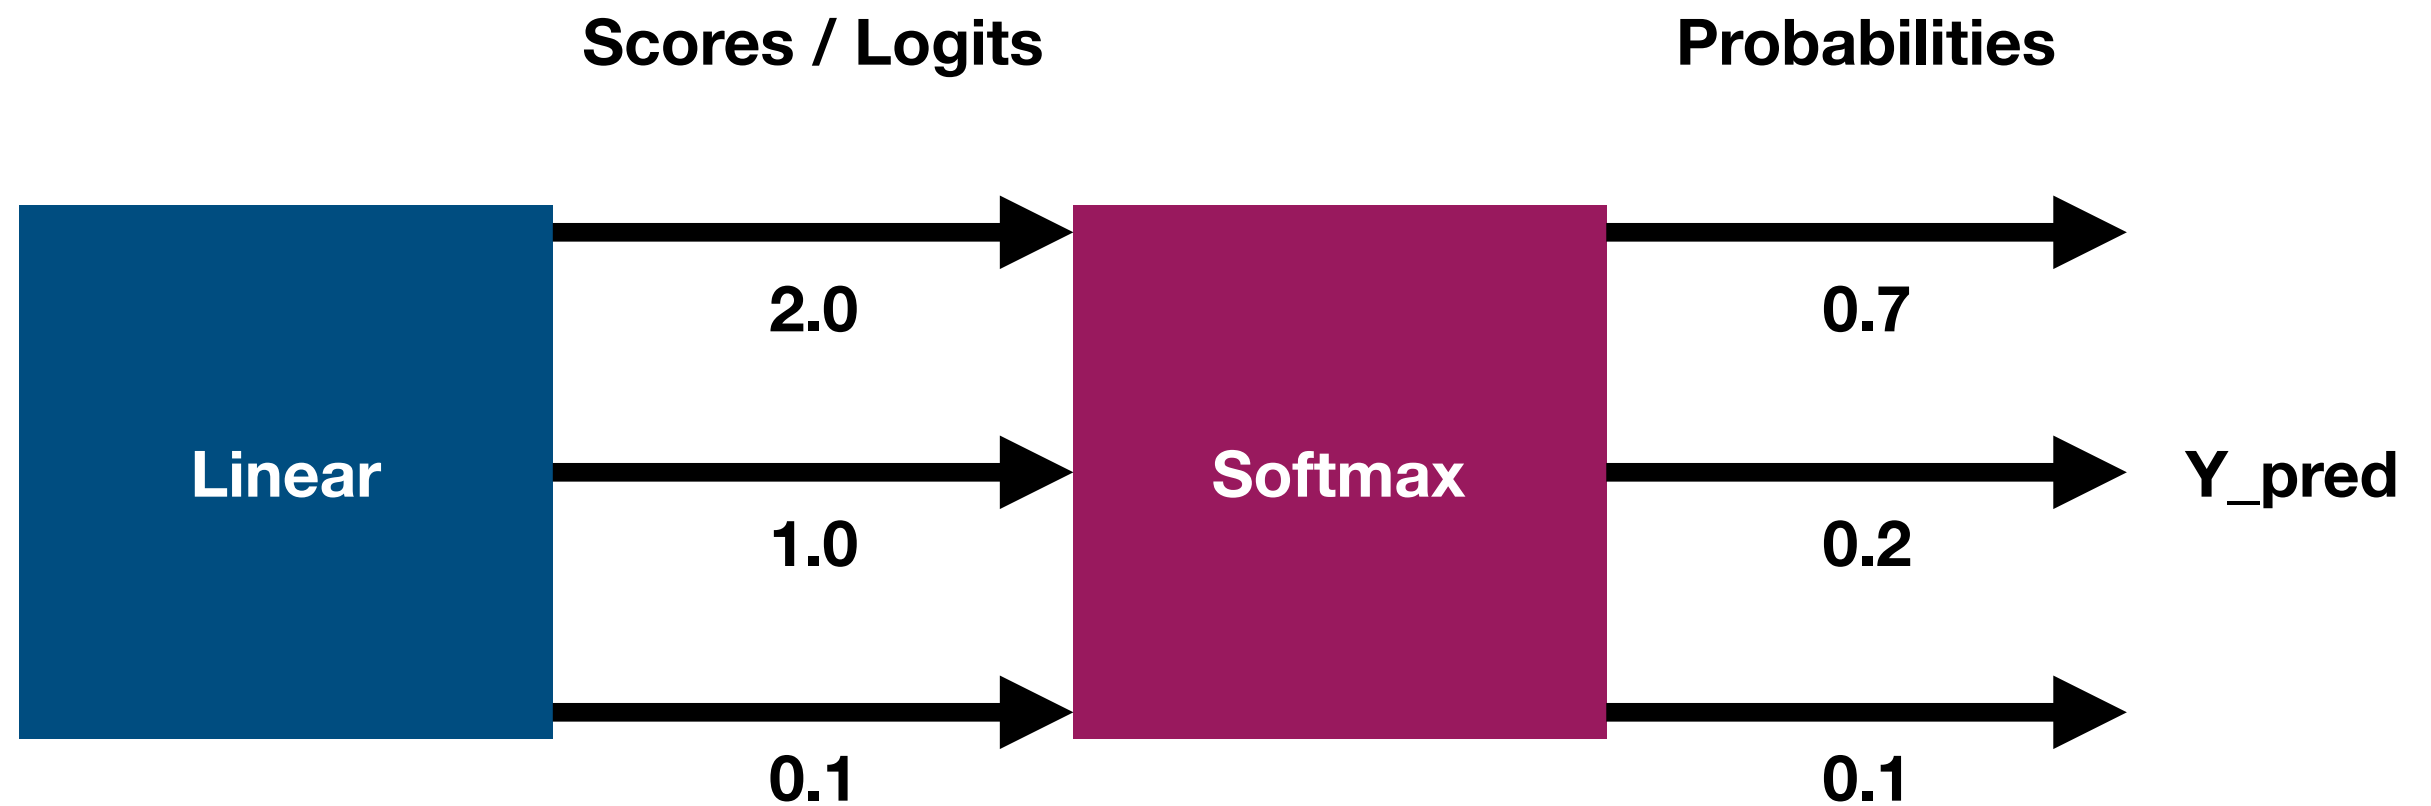 Scores / Logits
Probabilities
2.0
0.7
Linear
Softmax
Y_pred
1.0
0.2
0.1
0.1